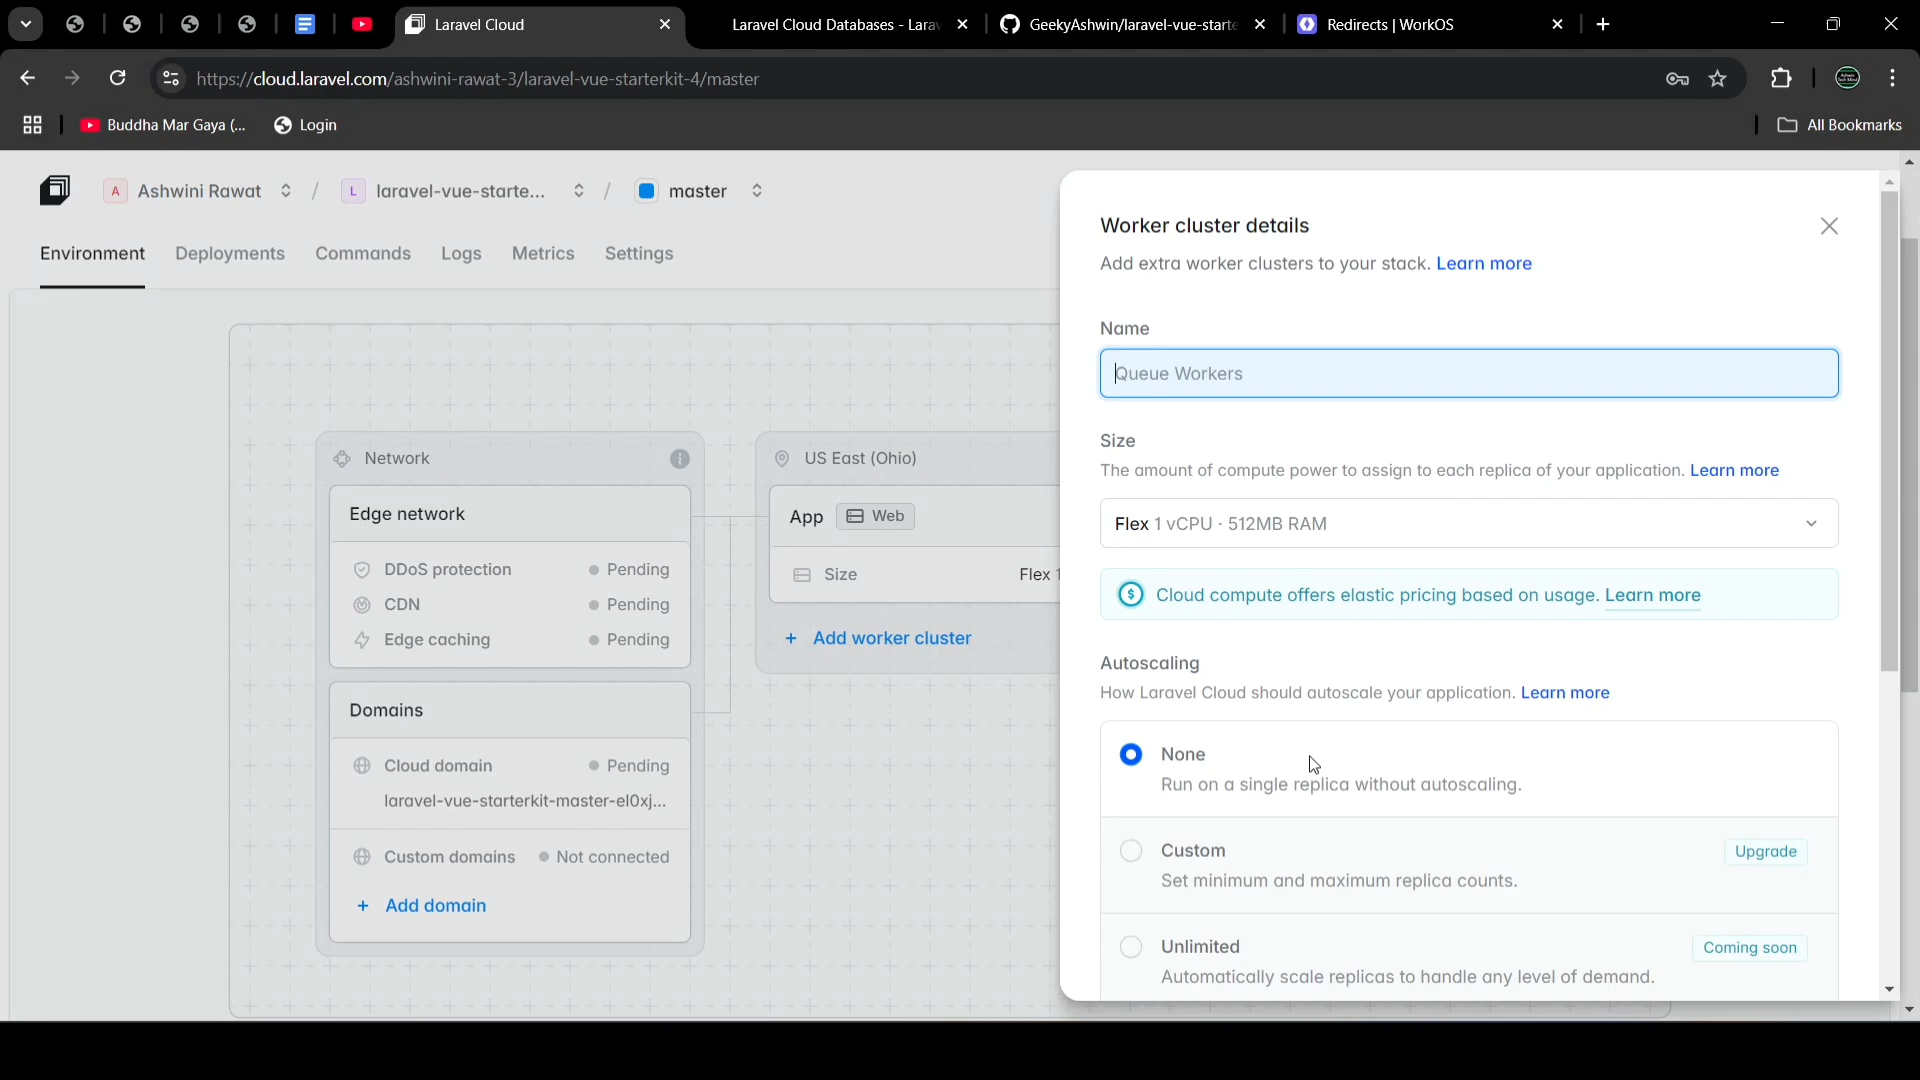 Laravel Cloud
Laravel Cloud Databases - Lara
GeekyAshwin/laravel-vue-starte
Redirects | WorkOS
https://cloud.laravel.com/ashwini-rawat-3/laravel-vue-starterkit-4/master
Buddha Mar Gaya (...
Login
All Bookmarks
A Ashwini Rawat / L laravel-vue-starte... / master
Environment Deployments Commands Logs Metrics Settings
Network
Edge network
DDoS protection Pending
CDN Pending
Edge caching Pending
Domains
Cloud domain Pending
laravel-vue-starterkit-master-el0xj...
Custom domains Not connected
+ Add domain
US East (Ohio)
App Web
Size Flex 1
+ Add worker cluster
Worker cluster details
Add extra worker clusters to your stack. Learn more
Name
Queue Workers
Size
The amount of compute power to assign to each replica of your application. Learn more
Flex 1 vCPU · 512MB RAM
Cloud compute offers elastic pricing based on usage. Learn more
Autoscaling
How Laravel Cloud should autoscale your application. Learn more
None
Run on a single replica without autoscaling.
Custom Upgrade
Set minimum and maximum replica counts.
Unlimited Coming soon
Automatically scale replicas to handle any level of demand.